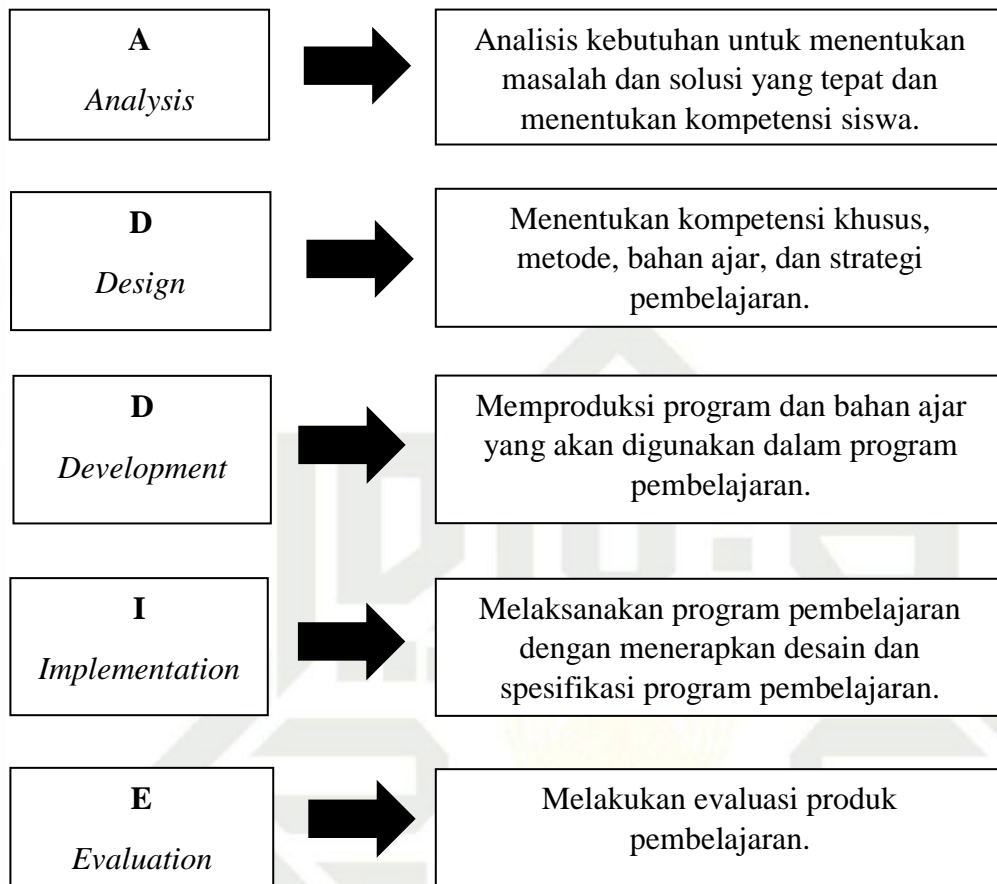 A
Analysis
Analisis kebutuhan untuk menentukan
masalah dan solusi yang tepat dan
menentukan kompetensi siswa.
D
Design
Menentukan kompetensi khusus,
metode, bahan ajar, dan strategi
pembelajaran.
D
Development
Memproduksi program dan bahan ajar
yang akan digunakan dalam program
pembelajaran.
I
Implementation
Melaksanakan program pembelajaran
dengan menerapkan desain dan
spesifikasi program pembelajaran.
E
Evaluation
Melakukan evaluasi produk
pembelajaran.